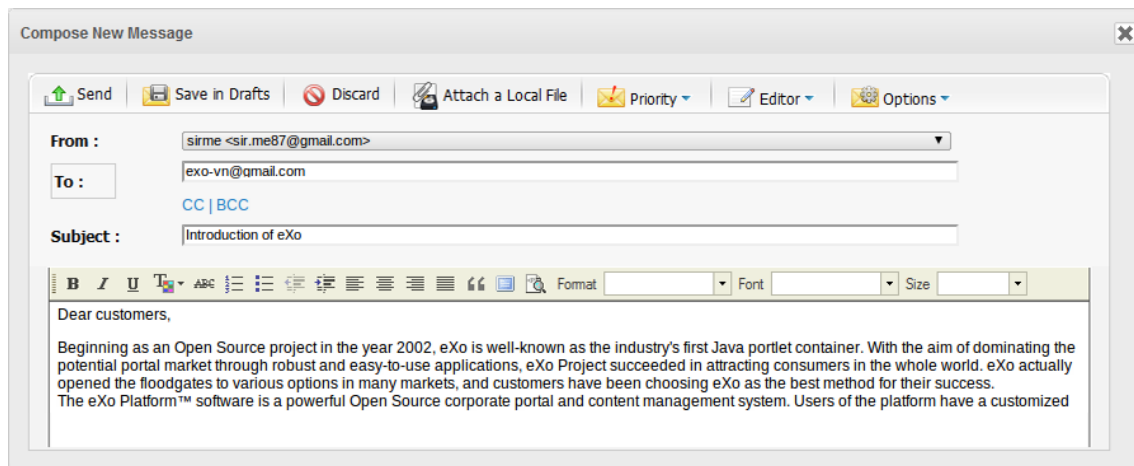 Compose New Message
Send Save in Drafts Discard Attach a Local File Priority Editor Options
From : sirme <sir.me87@gmail.com>
To : exo-vn@gmail.com
CC | BCC
Subject : Introduction of eXo
B I U T ABC Format Font Size
Dear customers,
Beginning as an Open Source project in the year 2002, eXo is well-known as the industry's first Java portlet container. With the aim of dominating the
potential portal market through robust and easy-to-use applications, eXo Project succeeded in attracting consumers in the whole world. eXo actually
opened the floodgates to various options in many markets, and customers have been choosing eXo as the best method for their success.
The eXo Platform™ software is a powerful Open Source corporate portal and content management system. Users of the platform have a customized